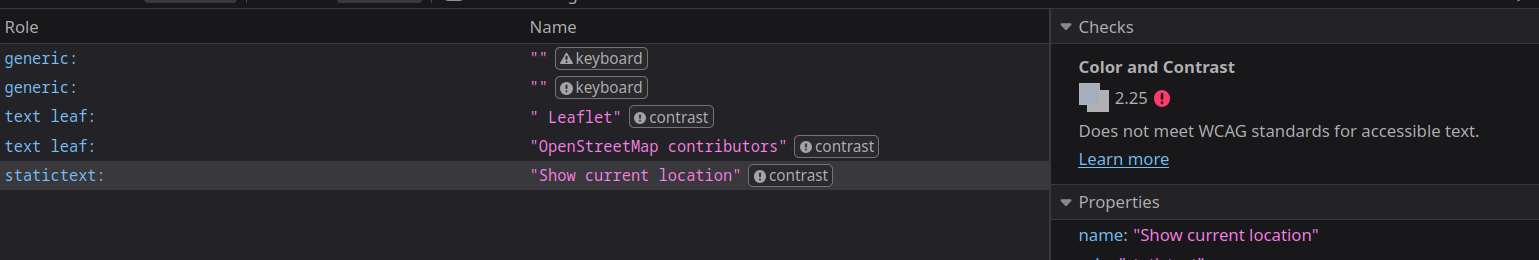 Role Name
generic: "" keyboard
generic: "" keyboard
text leaf: " Leaflet" contrast
text leaf: "OpenStreetMap contributors" contrast
statictext: "Show current location" contrast
Checks
Color and Contrast
2.25
Does not meet WCAG standards for accessible text.
Learn more
Properties
name: "Show current location"